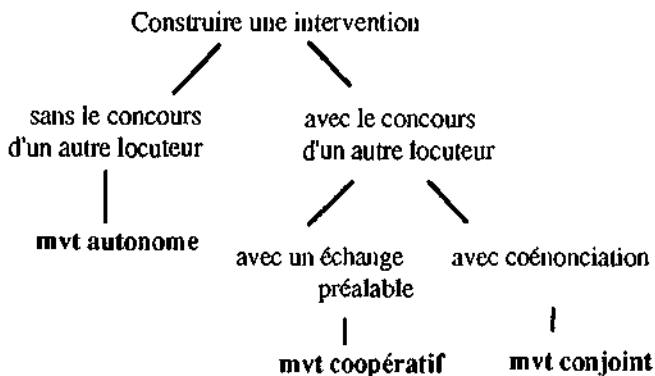 Construire une intervention
sans le concours
d'un autre locuteur
avec le concours
d'un autre locuteur
mvt autonome
avec un échange
préalable
avec coénonciation
mvt coopératif
mvt conjoint